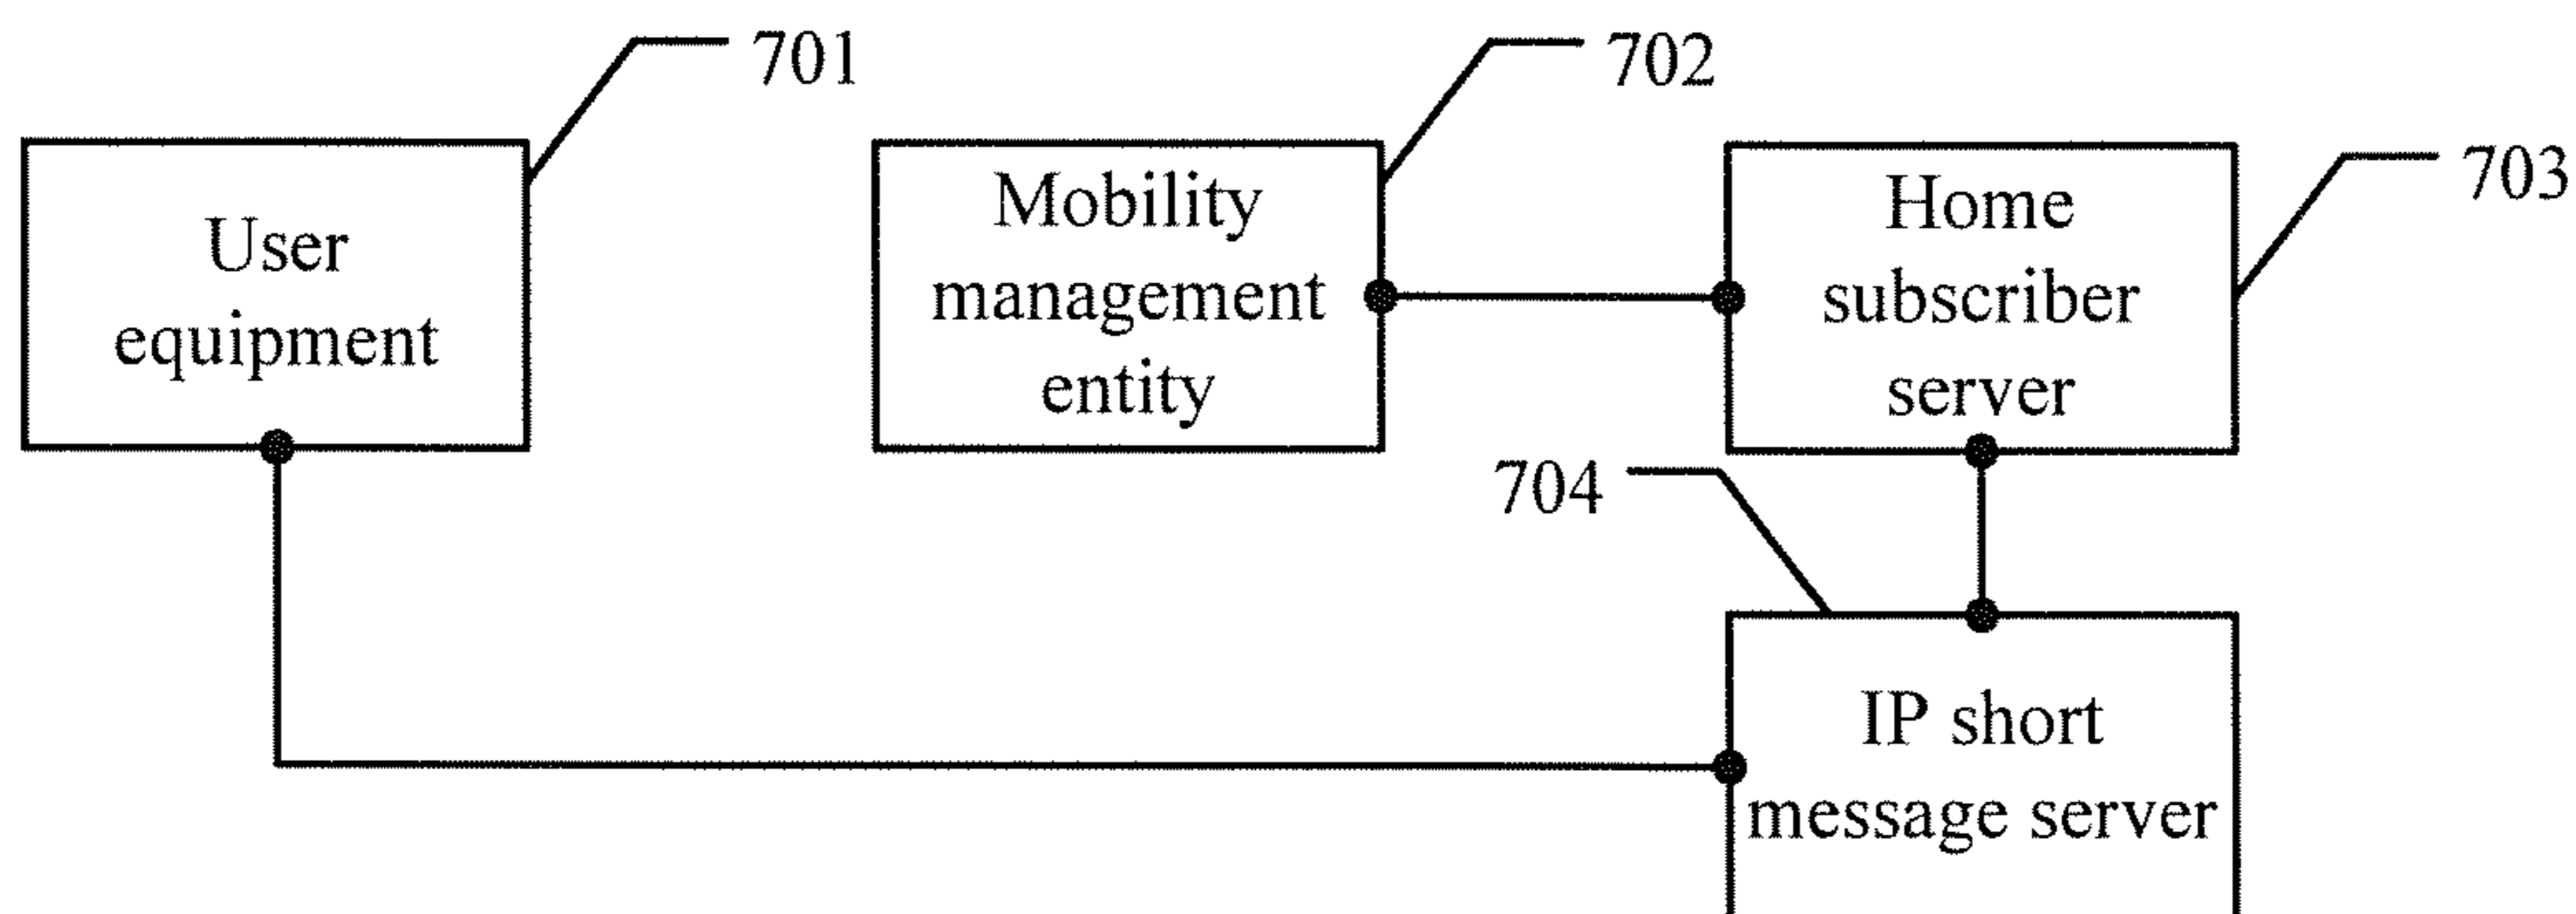 701
702
703
User
equipment
Mobility
management
entity
Home
subscriber
server
704
IP short
message server